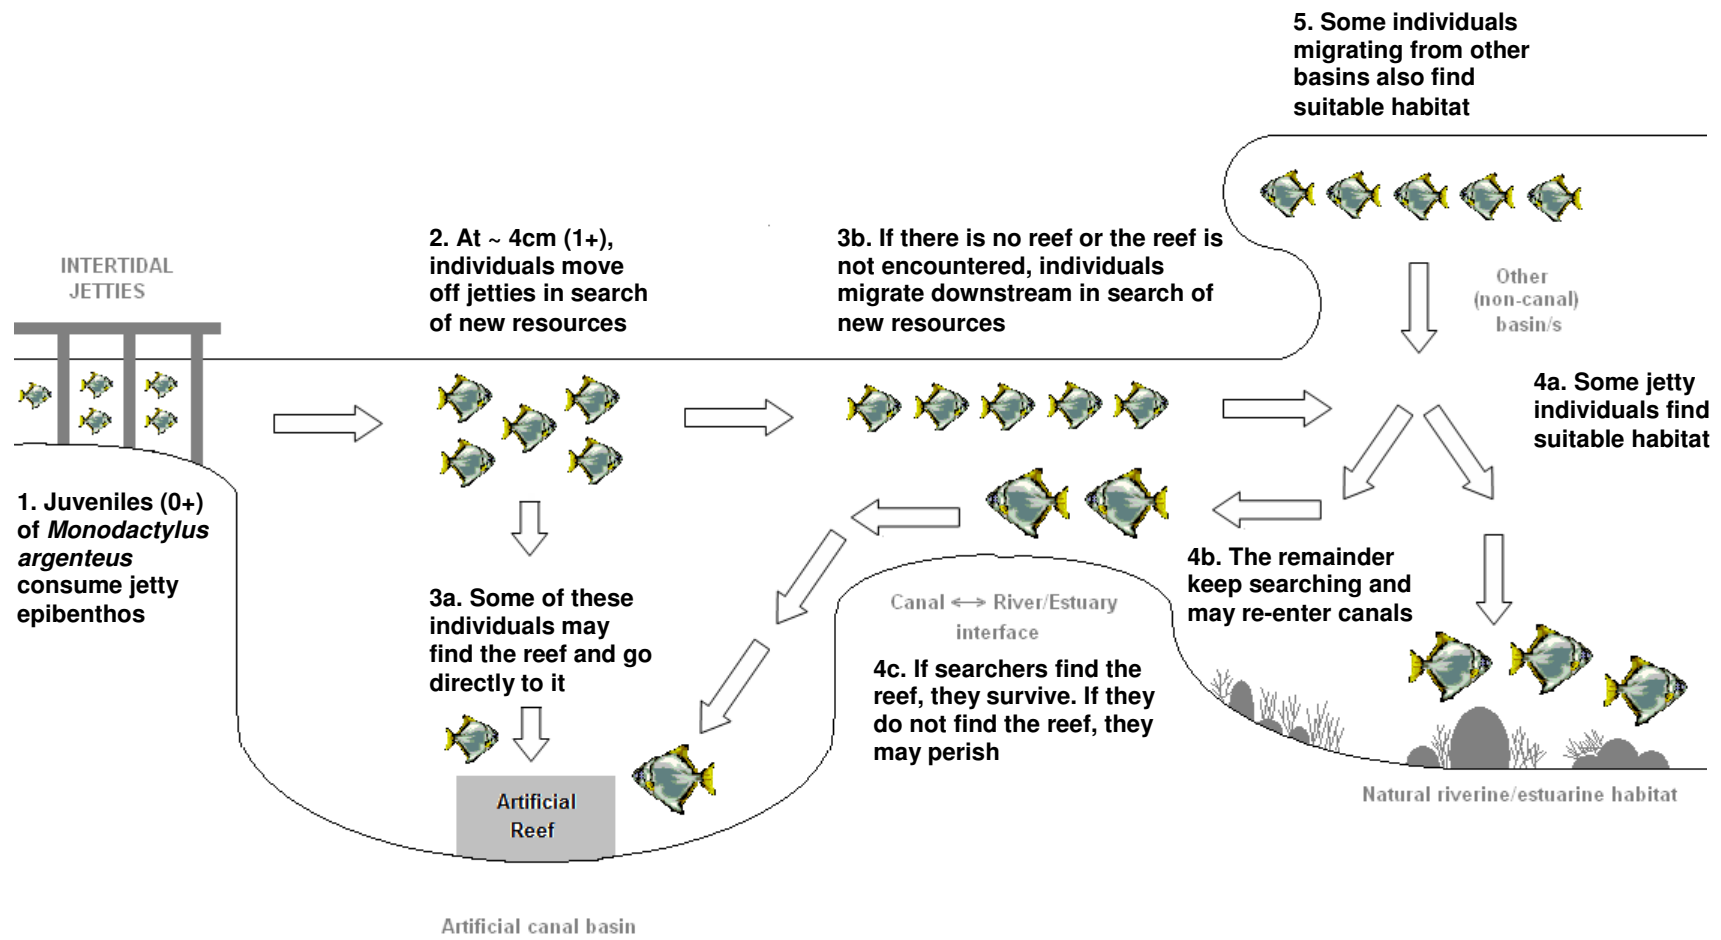 5. Some individuals
migrating from other
basins also find
suitable habitat
INTERTIDAL
JETTIES
2. At ~ 4cm (1+),
individuals move
off jetties in search
of new resources
3b. If there is no reef or the reef is
not encountered, individuals
migrate downstream in search of
new resources
Other
(non-canal)
basin/s
4a. Some jetty
individuals find
suitable habitat
1. Juveniles (0+)
of Monodactylus
argenteus
consume jetty
epibenthos
3a. Some of these
individuals may
find the reef and go
directly to it
Canal ⟷ River/Estuary
interface
4b. The remainder
keep searching and
may re-enter canals
4c. If searchers find the
reef, they survive. If they
do not find the reef, they
may perish
Artificial
Reef
Natural riverine/estuarine habitat
Artificial canal basin